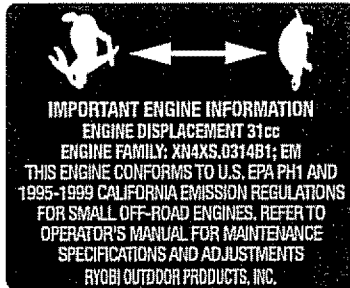 IMPORTANT ENGINE INFORMATION
ENGINE DISPLACEMENT 31cc
ENGINE FAMILY: XN4XS.0314B1; EM
THIS ENGINE CONFORMS TO U.S. EPA PH1 AND
1995-1999 CALIFORNIA EMISSION REGULATIONS
FOR SMALL OFF-ROAD ENGINES. REFER TO
OPERATOR'S MANUAL FOR MAINTENANCE
SPECIFICATIONS AND ADJUSTMENTS
RYOBI OUTDOOR PRODUCTS, INC.